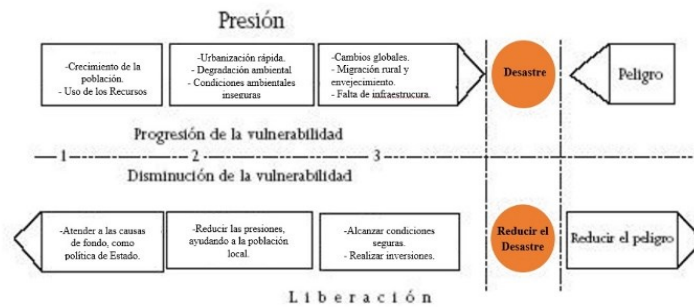 Presión
-Crecimiento de la
población.
- Uso de los Recursos
-Urbanización rápida.
- Degradación ambiental
- Condiciones ambientales
inseguras
-Cambios globales.
- Migración rural y
envejecimiento.
- Falta de infraestrucura.
Desastre
Peligro
Progresión de la vulnerabilidad
1 2 3
Disminución de la vulnerabilidad
-Atender a las causas
de fondo, como
política de Estado.
-Reducir las presiones,
ayudando a la población
local.
-Alcanzar condiciones
seguras.
- Realizar inversiones.
Reducir el
Desastre
Reducir el peligro
Liberación